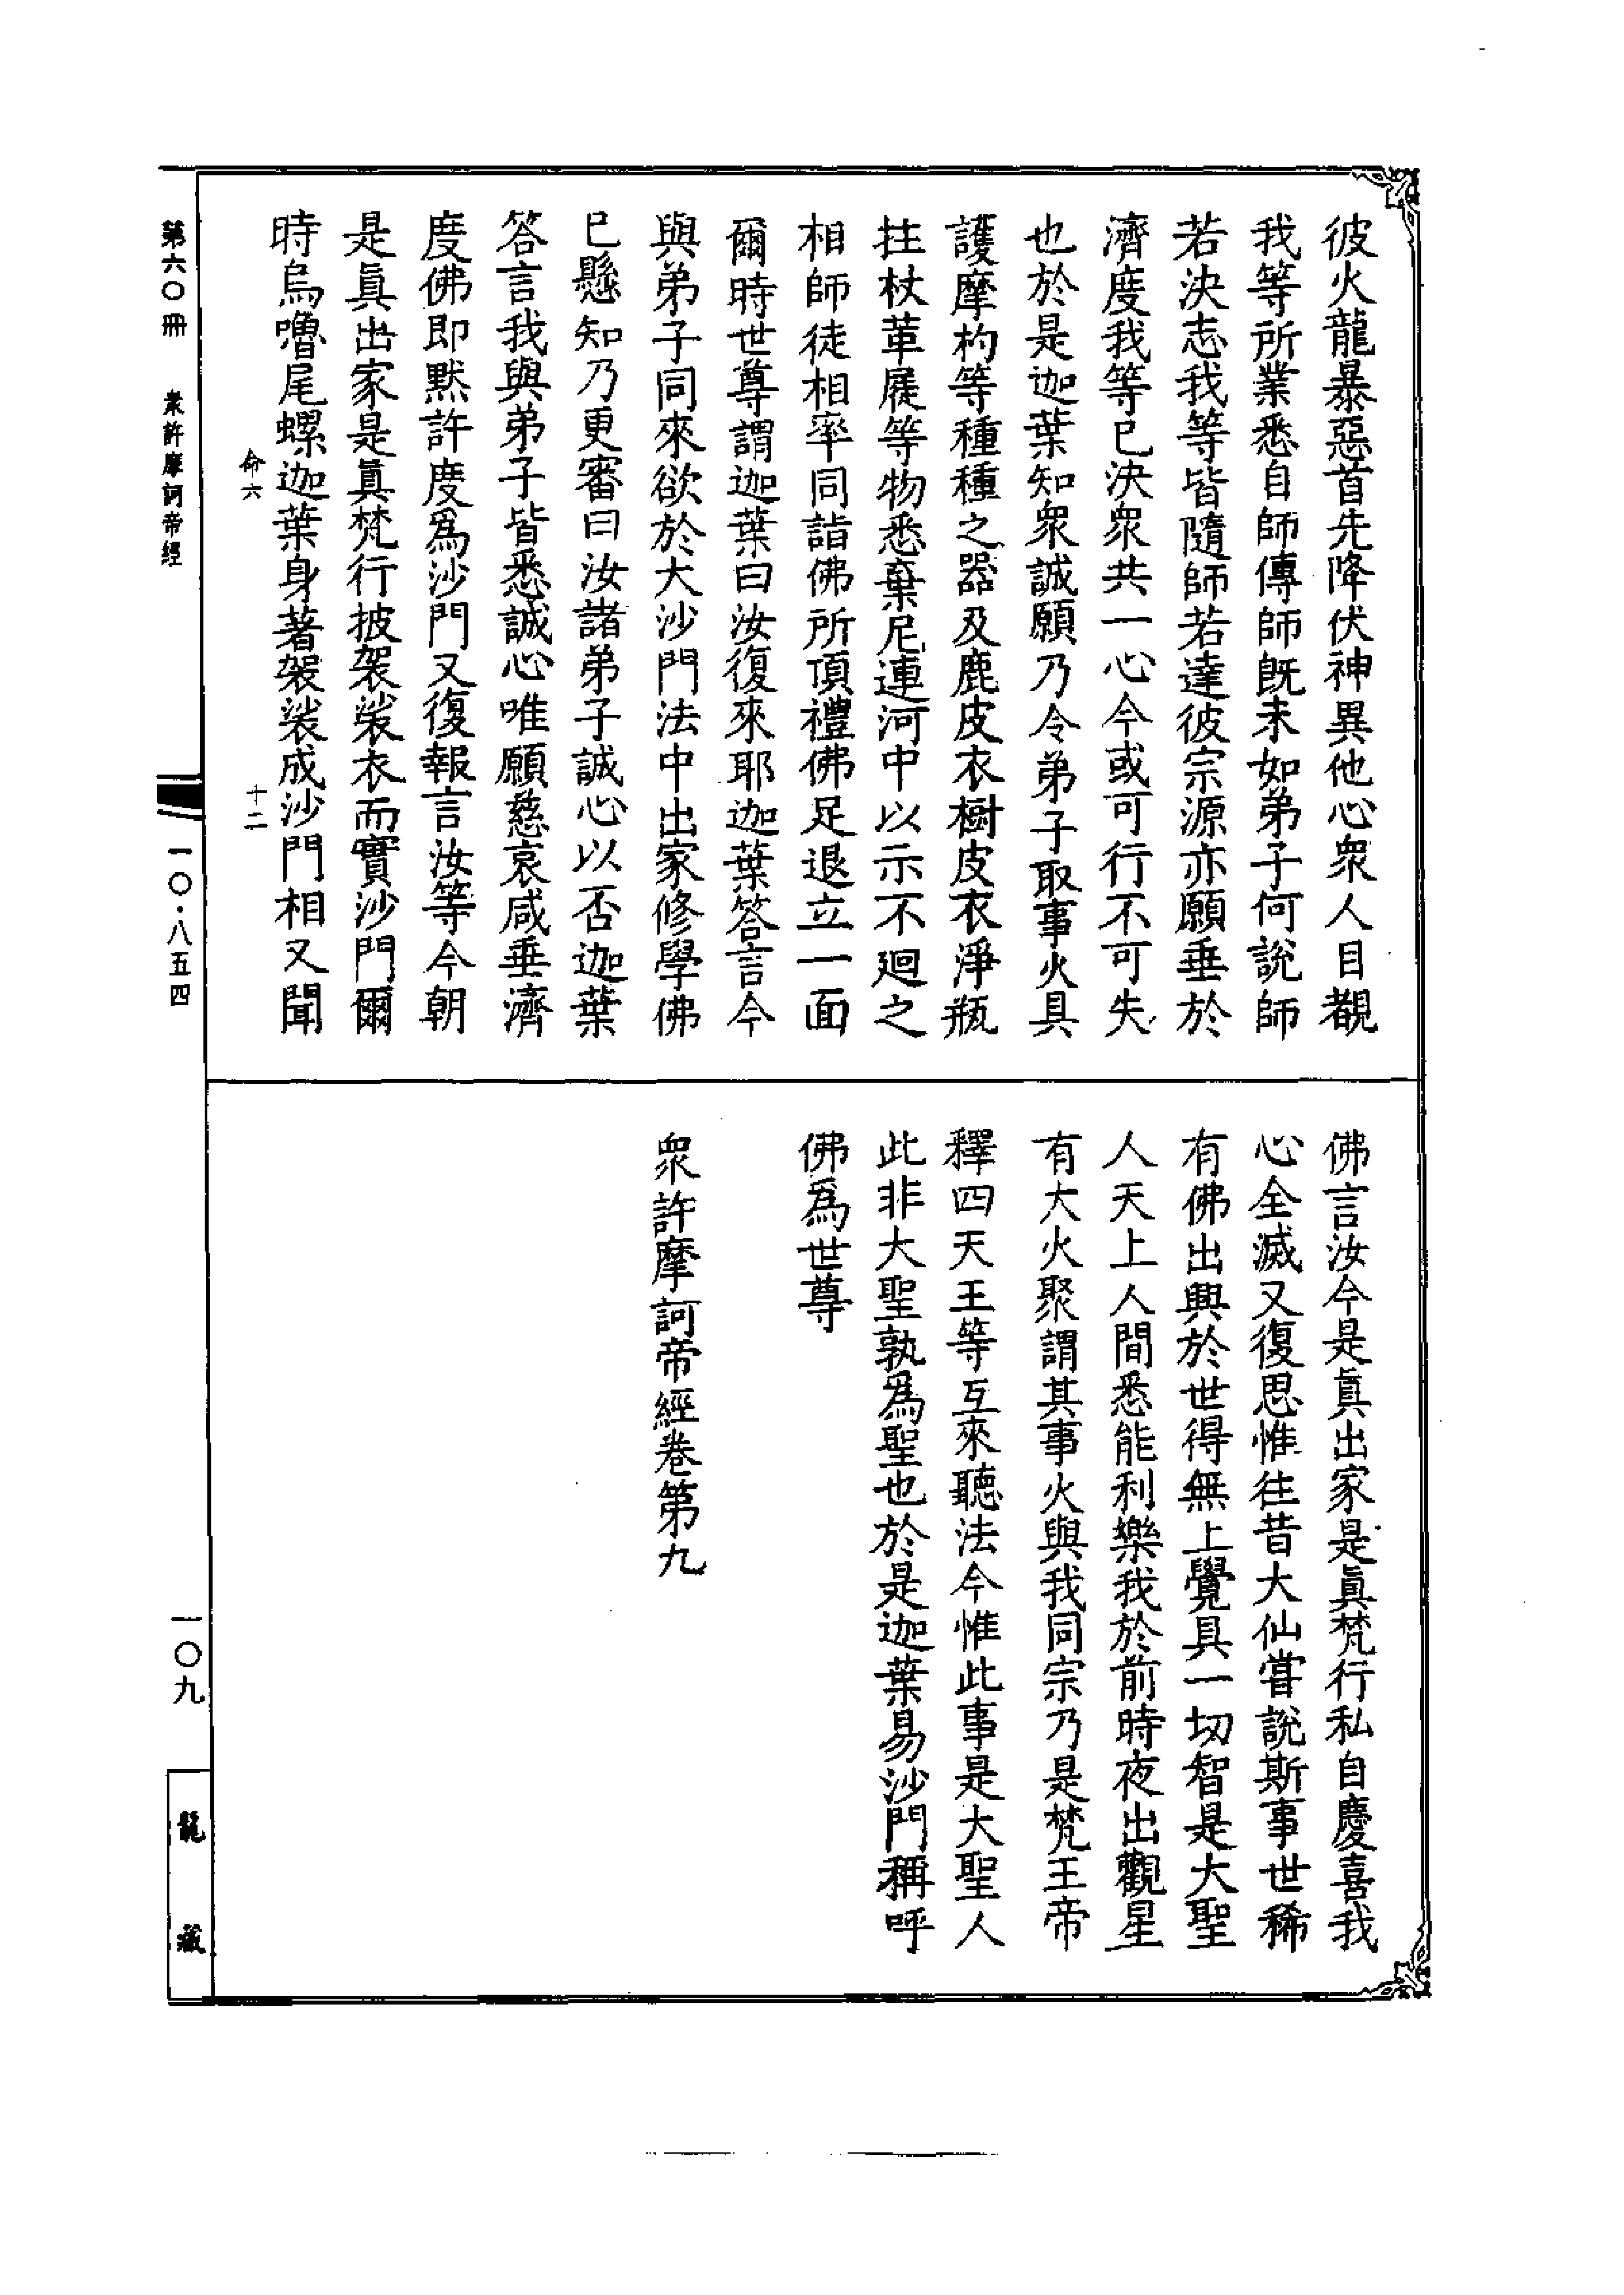 彼火龍暴惡首先降伏神異他心衆人目覩
我等所業悉自師傳師旣未如弟子何說師
若決志我等皆隨師若達彼宗源亦願垂於
濟度我等已決衆共一心今或可行不可失
也於是迦葉知衆誠願乃令弟子取事火具
護摩杓等種種之器及鹿皮衣樹皮衣淨瓶
拄杖革屣等物悉棄尼連河中以示不迴之
相師徒相率同詣佛所頂禮佛足退立一面
爾時世尊謂迦葉曰汝復來耶迦葉答言今
與弟子同來欲於大沙門法中出家修學佛
已懸知乃更審曰汝諸弟子誠心以否迦葉
答言我與弟子皆悉誠心唯願慈哀咸垂濟
度佛即默許度爲沙門又復報言汝等今朝
是眞出家是眞梵行披袈裟衣而實沙門爾
時烏嚕尾螺迦葉身著袈裟成沙門相又聞
命六
十二
佛言汝今是眞出家是眞梵行私自慶喜我
心全滅又復思惟往昔大仙嘗說斯事世稀
有佛出興於世得無上覺具一切智是大聖
人天上人間悉能利樂我於前時夜出觀星
有大火聚謂其事火與我同宗乃是梵王帝
釋四天王等互來聽法今惟此事是大聖人
此非大聖孰爲聖也於是迦葉易沙門稱呼
佛爲世尊
衆許摩訶帝經卷第九
第六〇冊
衆許摩訶帝經
一〇·八五四
一〇九
龍藏